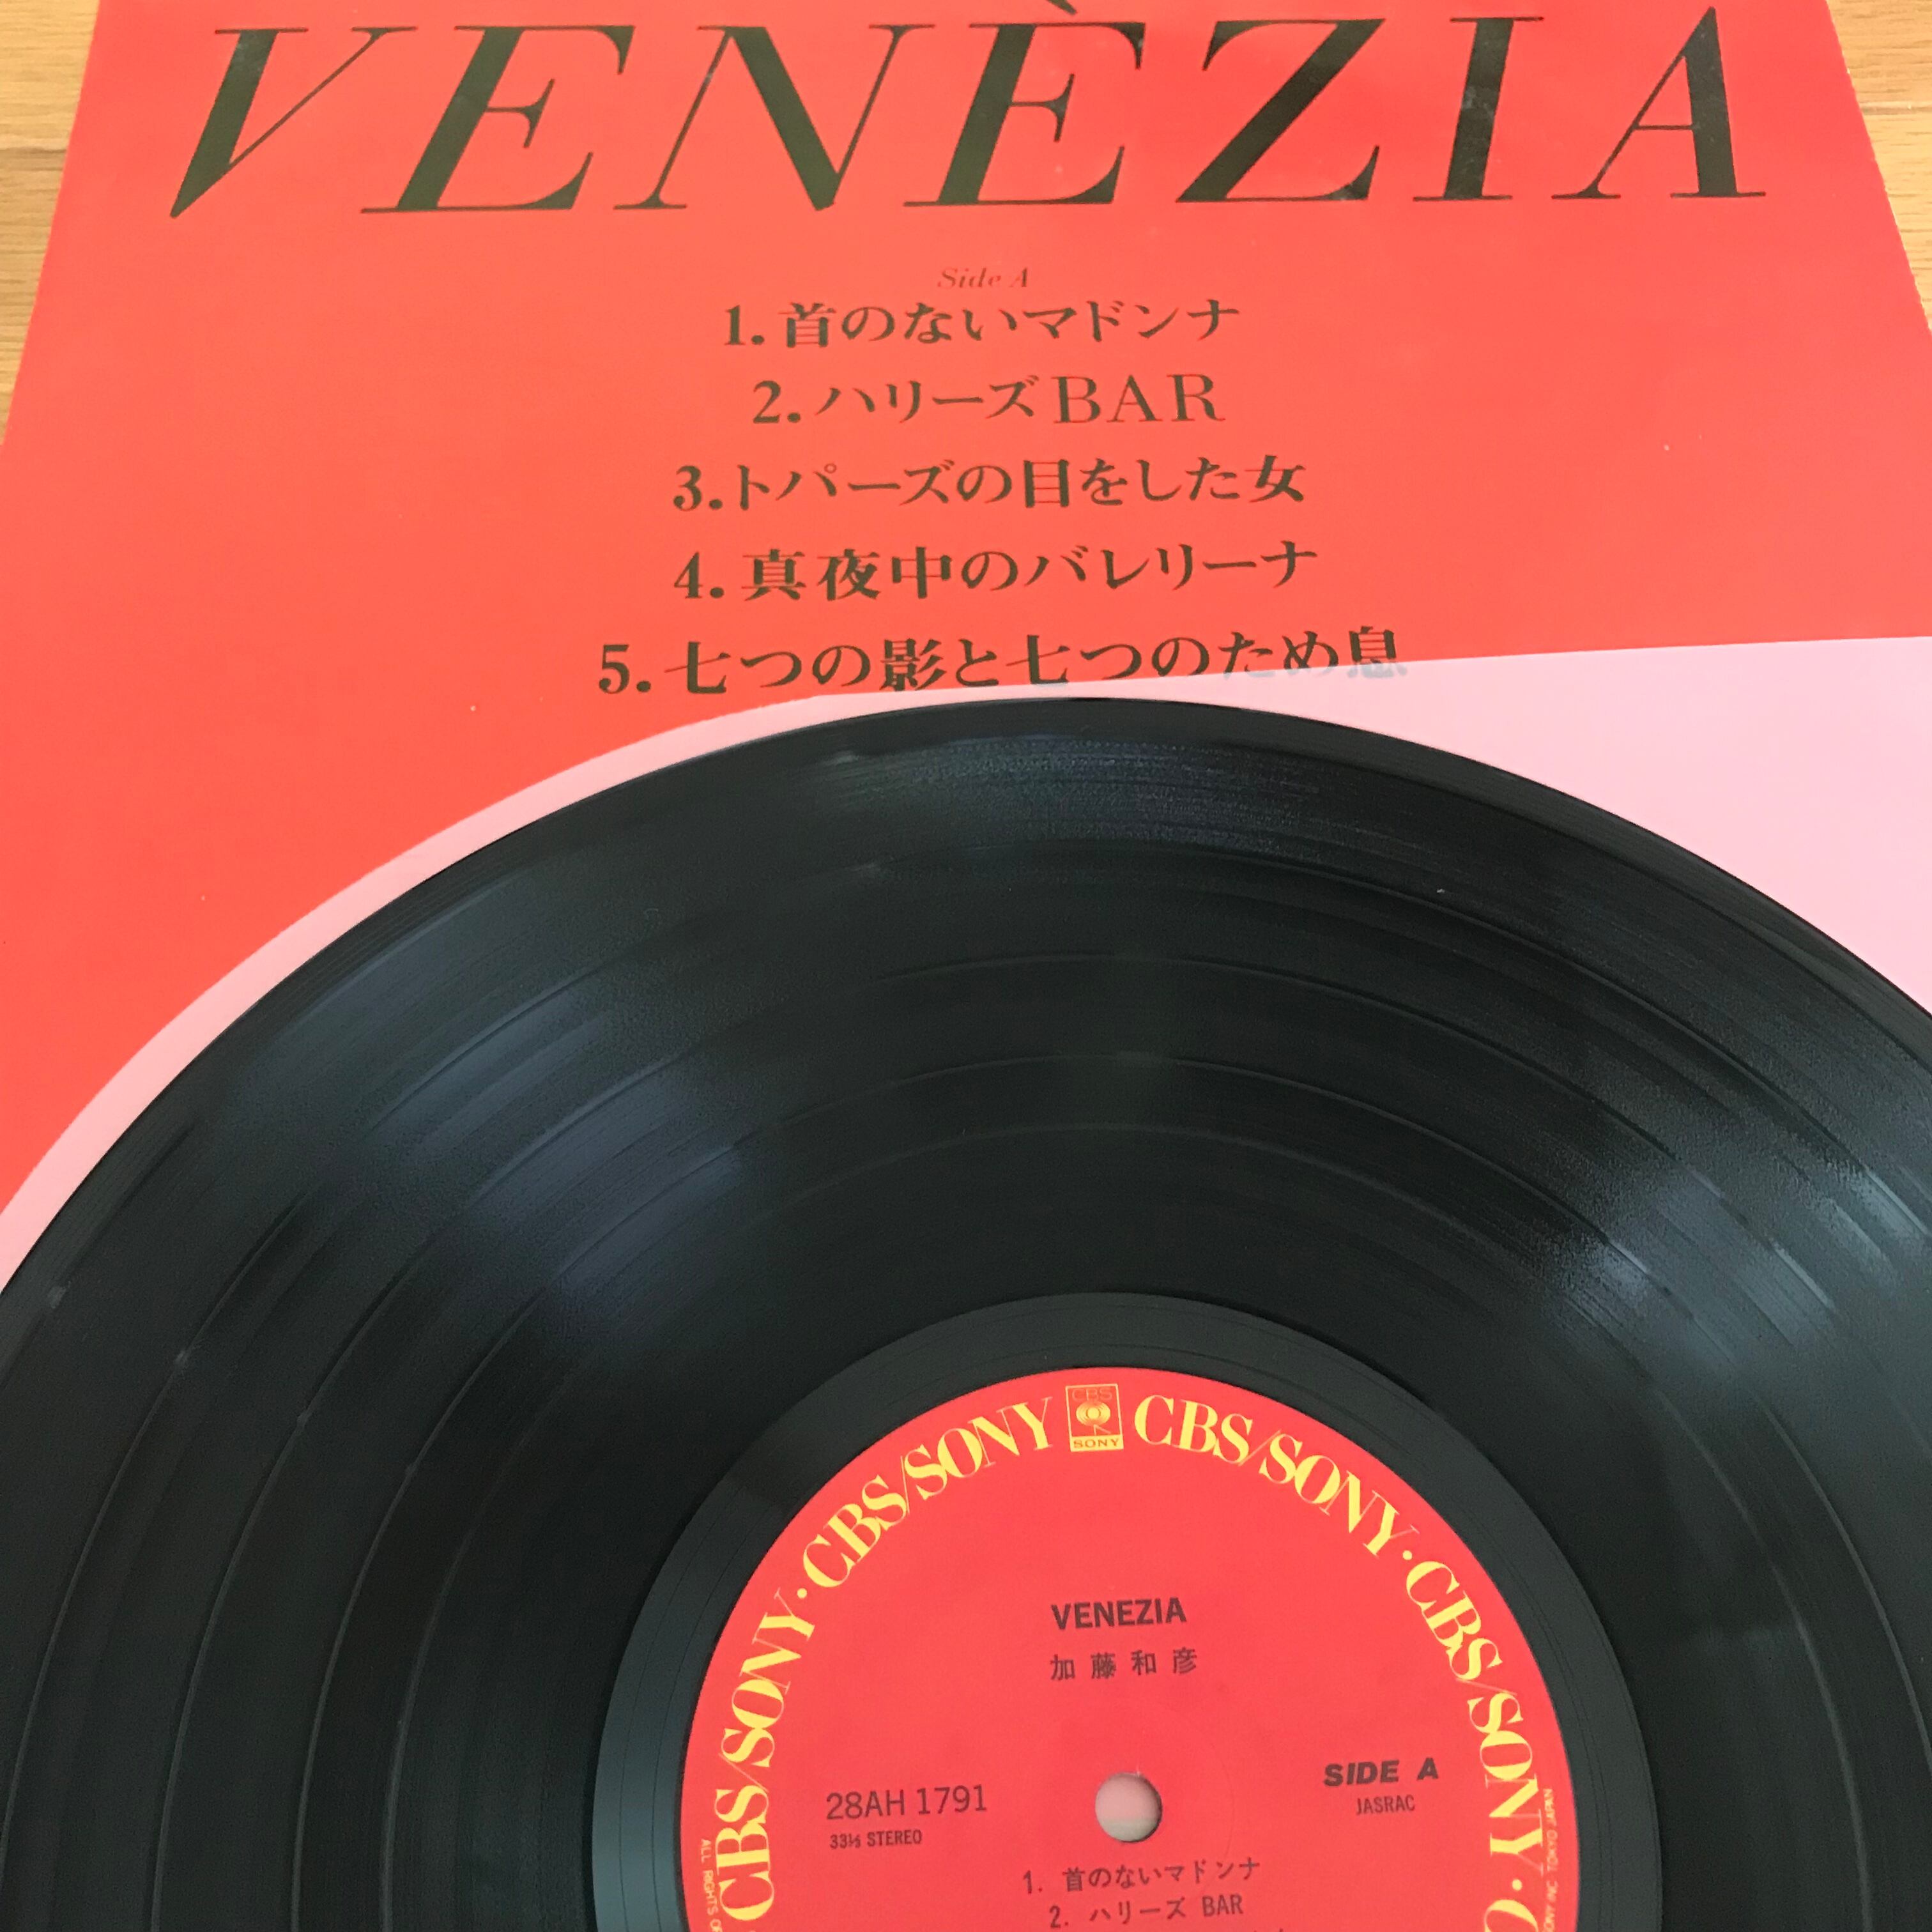 VENÈZIA
Side A
1. 首のないマドンナ
2. ハリーズBAR
3. トパーズの目をした女
4. 真夜中のバレリーナ
5. 七つの影と七つのため息
CBS/SONY · CBS/SONY · CBS/SONY
CBS
SONY
CBS/SONY · CBS/SONY ·
VENEZIA
加藤和彦
28AH 1791
33⅓ STEREO
SIDE A
JASRAC
1. 首のないマドンナ
2. ハリーズ BAR
ALL RIGHTS
TOKYO JAPAN